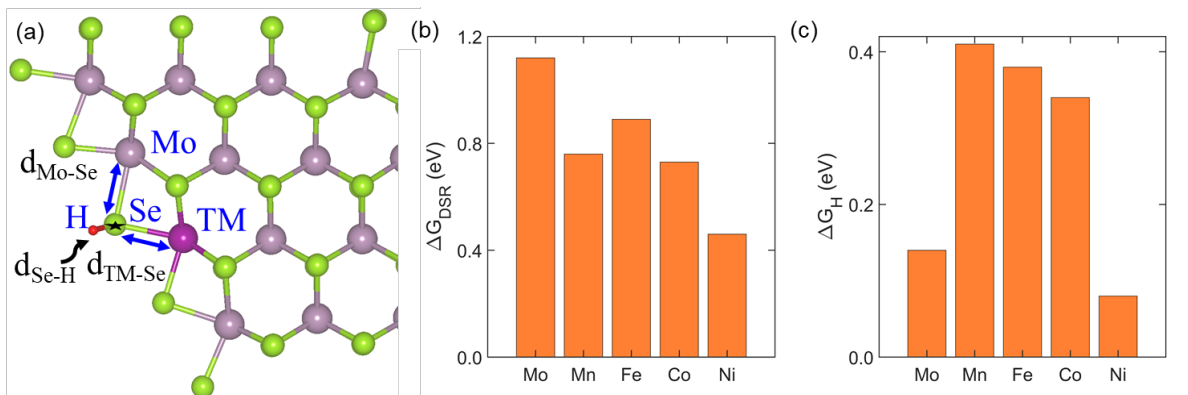 (a)
Mo
d_Mo-Se
H
Se
TM
d_Se-H
d_TM-Se
(b)
ΔG_DSR (eV)
1.2
0.8
0.4
0.0
Mo Mn Fe Co Ni
(c)
ΔG_H (eV)
0.4
0.2
0.0
Mo Mn Fe Co Ni